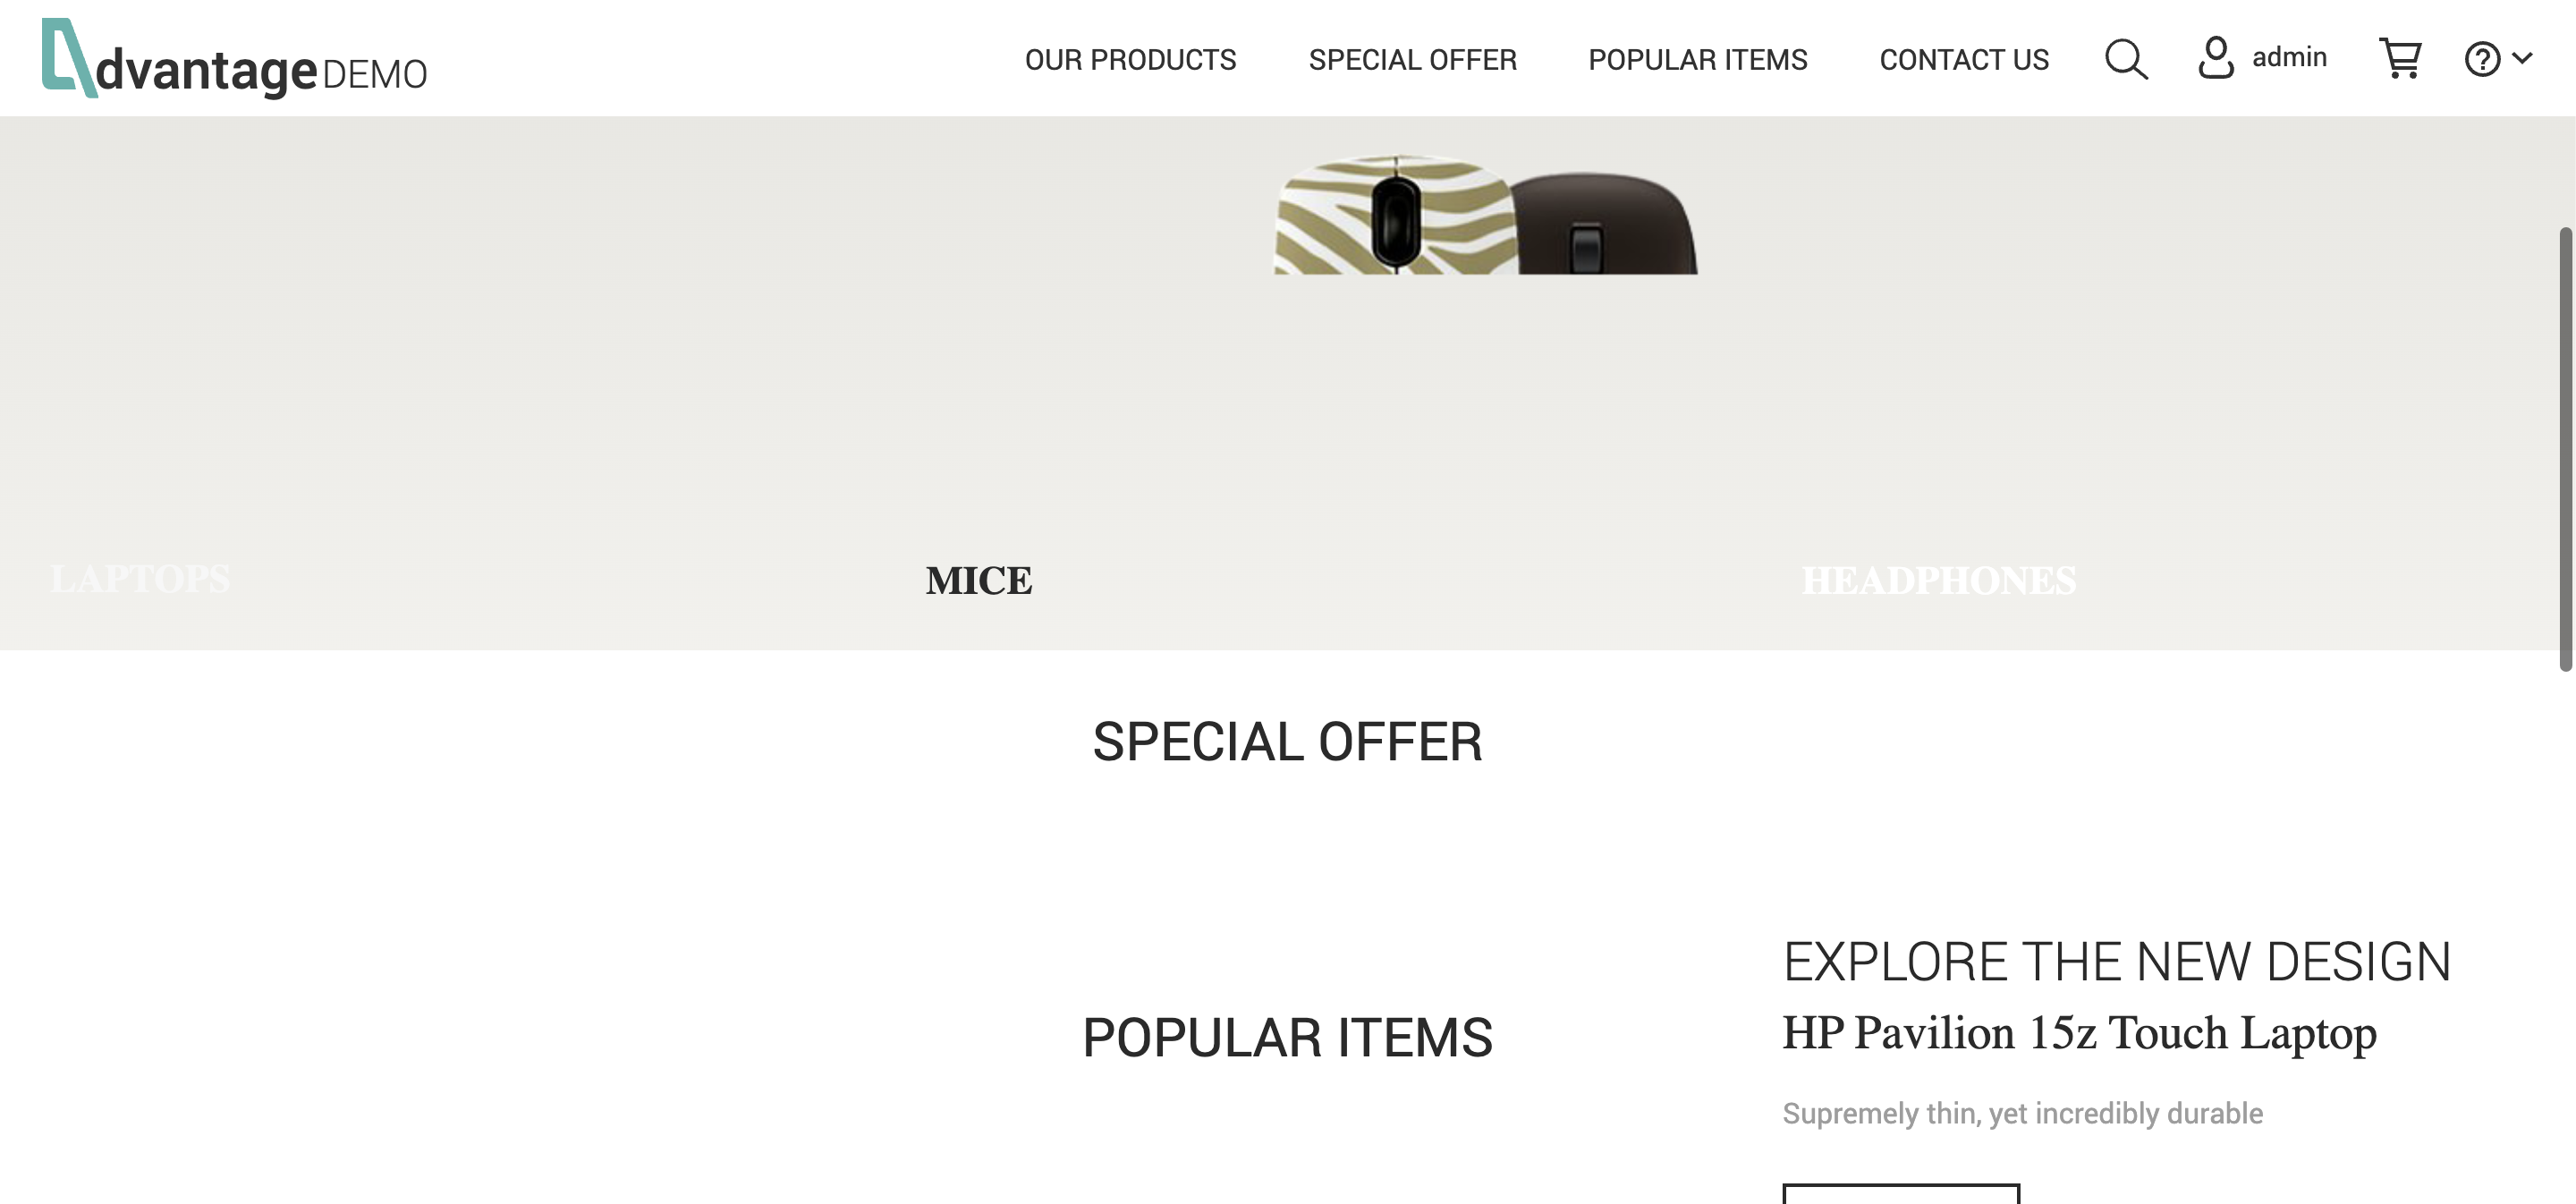 dvantage DEMO
OUR PRODUCTS SPECIAL OFFER POPULAR ITEMS CONTACT US admin
LAPTOPS MICE HEADPHONES
SPECIAL OFFER
EXPLORE THE NEW DESIGN
HP Pavilion 15z Touch Laptop
POPULAR ITEMS
Supremely thin, yet incredibly durable